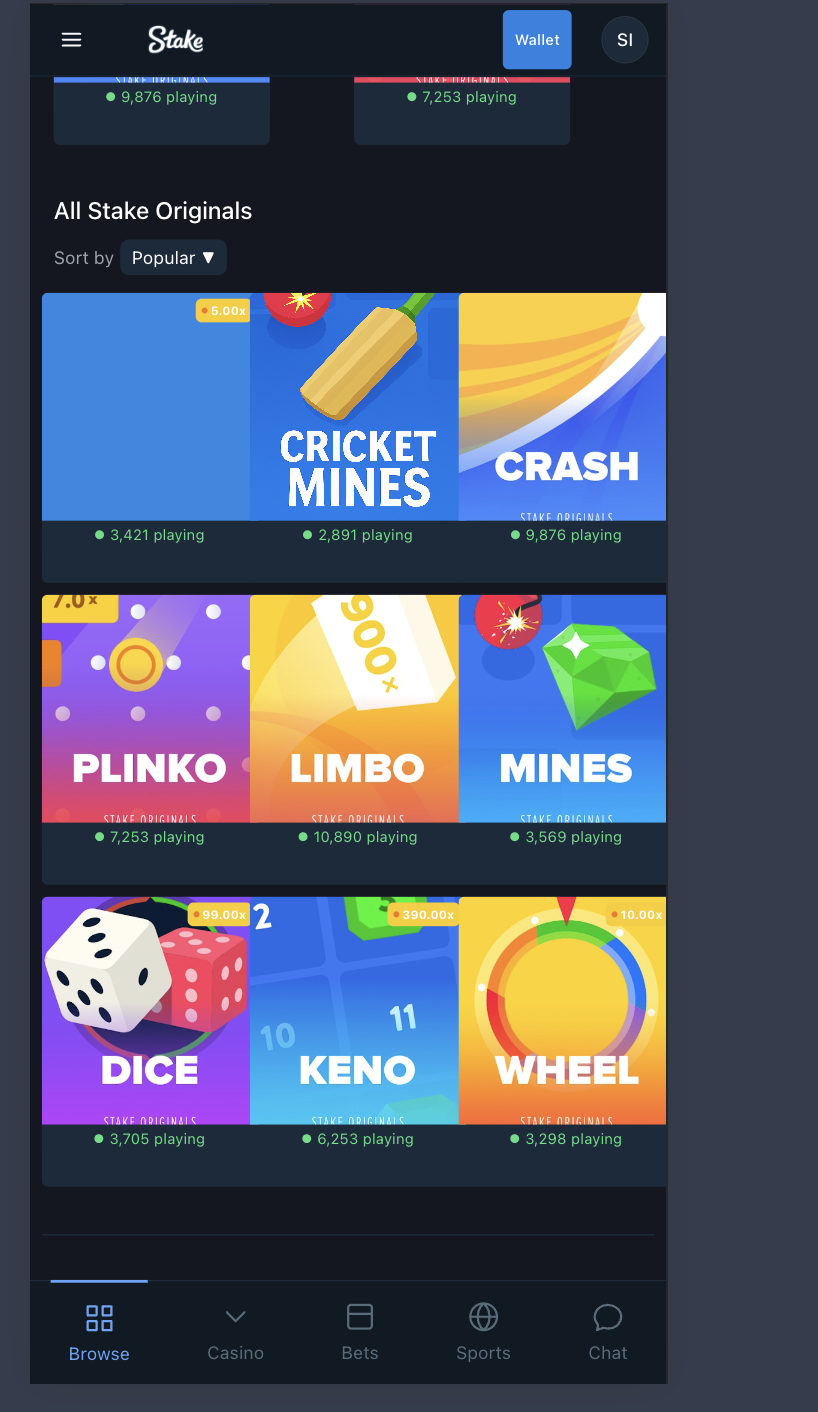 Stake
Wallet
SI
STAKE ORIGINALS
STAKE ORIGINALS
9,876 playing
7,253 playing
All Stake Originals
Sort by Popular ▼
5.00x
CRICKET
MINES
CRASH
STAKE ORIGINALS
3,421 playing
2,891 playing
9,876 playing
7.0x
900x
PLINKO
LIMBO
MINES
STAKE ORIGINALS
STAKE ORIGINALS
STAKE ORIGINALS
7,253 playing
10,890 playing
3,569 playing
99.00x
2
390.00x
10.00x
10
11
DICE
KENO
WHEEL
STAKE ORIGINALS
STAKE ORIGINALS
STAKE ORIGINALS
3,705 playing
6,253 playing
3,298 playing
Browse
Casino
Bets
Sports
Chat